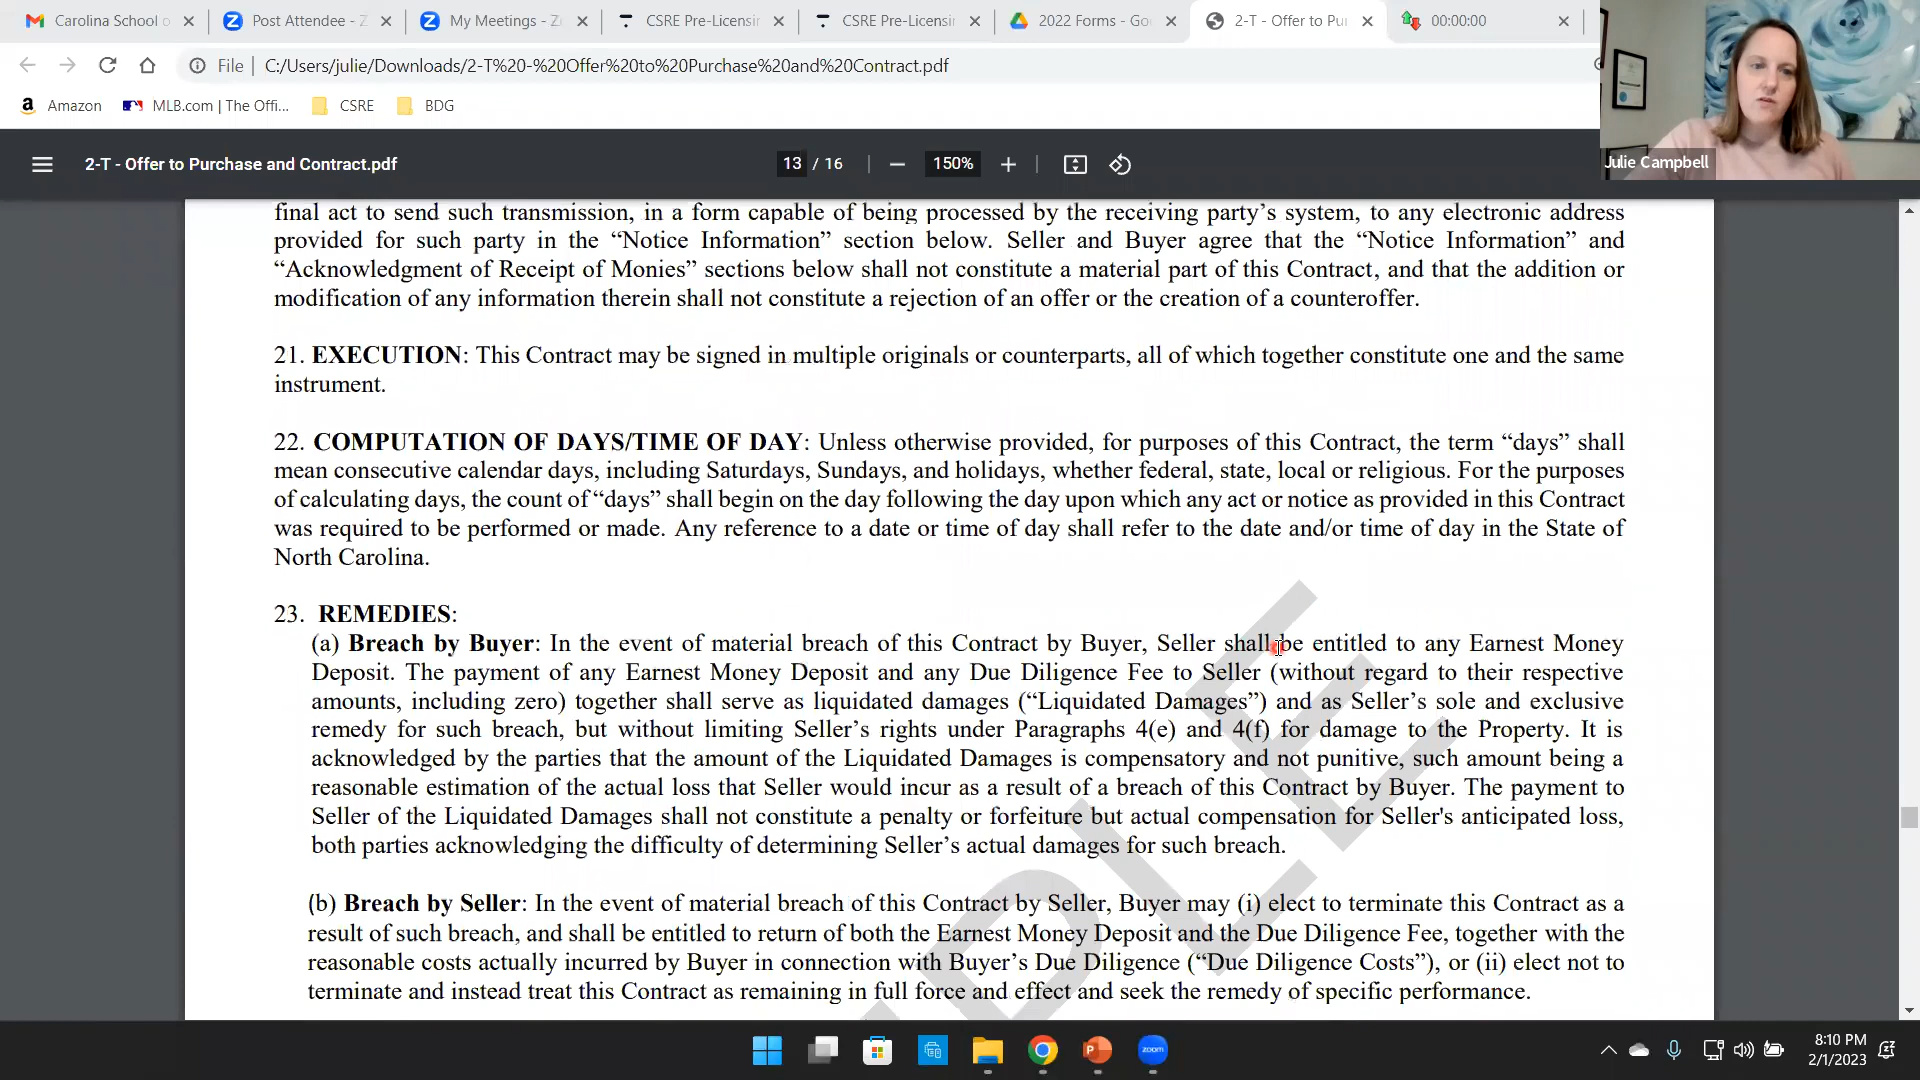 Carolina School o
Post Attendee - Z
My Meetings - Z
CSRE Pre-Licensin
CSRE Pre-Licensin
2022 Forms - Go
2-T - Offer to Pu
00:00:00
File | C:/Users/julie/Downloads/2-T%20-%20Offer%20to%20Purchase%20and%20Contract.pdf
Amazon
MLB.com | The Offi...
CSRE
BDG
Julie Campbell
2-T - Offer to Purchase and Contract.pdf
13 / 16
150%
final act to send such transmission, in a form capable of being processed by the receiving party’s system, to any electronic address
provided for such party in the “Notice Information” section below. Seller and Buyer agree that the “Notice Information” and
“Acknowledgment of Receipt of Monies” sections below shall not constitute a material part of this Contract, and that the addition or
modification of any information therein shall not constitute a rejection of an offer or the creation of a counteroffer.
21. EXECUTION: This Contract may be signed in multiple originals or counterparts, all of which together constitute one and the same
instrument.
22. COMPUTATION OF DAYS/TIME OF DAY: Unless otherwise provided, for purposes of this Contract, the term “days” shall
mean consecutive calendar days, including Saturdays, Sundays, and holidays, whether federal, state, local or religious. For the purposes
of calculating days, the count of “days” shall begin on the day following the day upon which any act or notice as provided in this Contract
was required to be performed or made. Any reference to a date or time of day shall refer to the date and/or time of day in the State of
North Carolina.
23. REMEDIES:
(a) Breach by Buyer: In the event of material breach of this Contract by Buyer, Seller shall be entitled to any Earnest Money
Deposit. The payment of any Earnest Money Deposit and any Due Diligence Fee to Seller (without regard to their respective
amounts, including zero) together shall serve as liquidated damages (“Liquidated Damages”) and as Seller’s sole and exclusive
remedy for such breach, but without limiting Seller’s rights under Paragraphs 4(e) and 4(f) for damage to the Property. It is
acknowledged by the parties that the amount of the Liquidated Damages is compensatory and not punitive, such amount being a
reasonable estimation of the actual loss that Seller would incur as a result of a breach of this Contract by Buyer. The payment to
Seller of the Liquidated Damages shall not constitute a penalty or forfeiture but actual compensation for Seller's anticipated loss,
both parties acknowledging the difficulty of determining Seller’s actual damages for such breach.
(b) Breach by Seller: In the event of material breach of this Contract by Seller, Buyer may (i) elect to terminate this Contract as a
result of such breach, and shall be entitled to return of both the Earnest Money Deposit and the Due Diligence Fee, together with the
reasonable costs actually incurred by Buyer in connection with Buyer’s Due Diligence (“Due Diligence Costs”), or (ii) elect not to
terminate and instead treat this Contract as remaining in full force and effect and seek the remedy of specific performance.
PLE
zoom
8:10 PM
2/1/2023